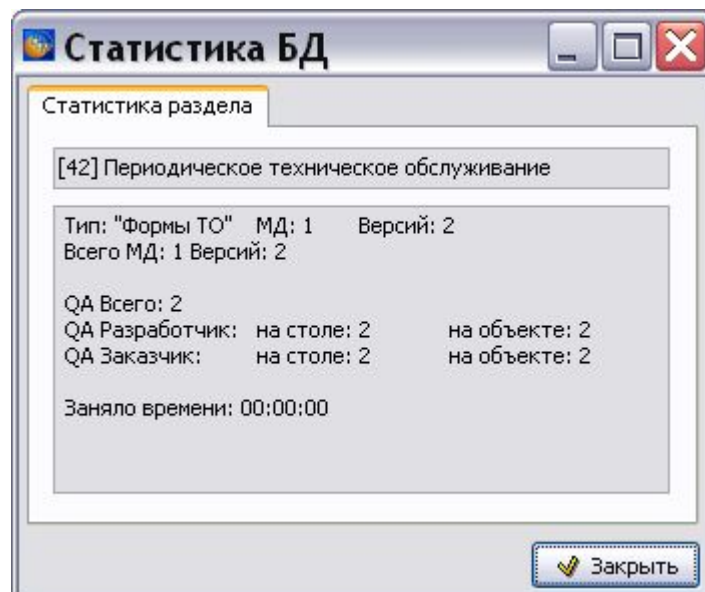 Статистика БД
Статистика раздела
[42] Периодическое техническое обслуживание
Тип: "Формы ТО" МД: 1 Версий: 2
Всего МД: 1 Версий: 2
QA Всего: 2
QA Разработчик: на столе: 2 на объекте: 2
QA Заказчик: на столе: 2 на объекте: 2
Заняло времени: 00:00:00
Закрыть